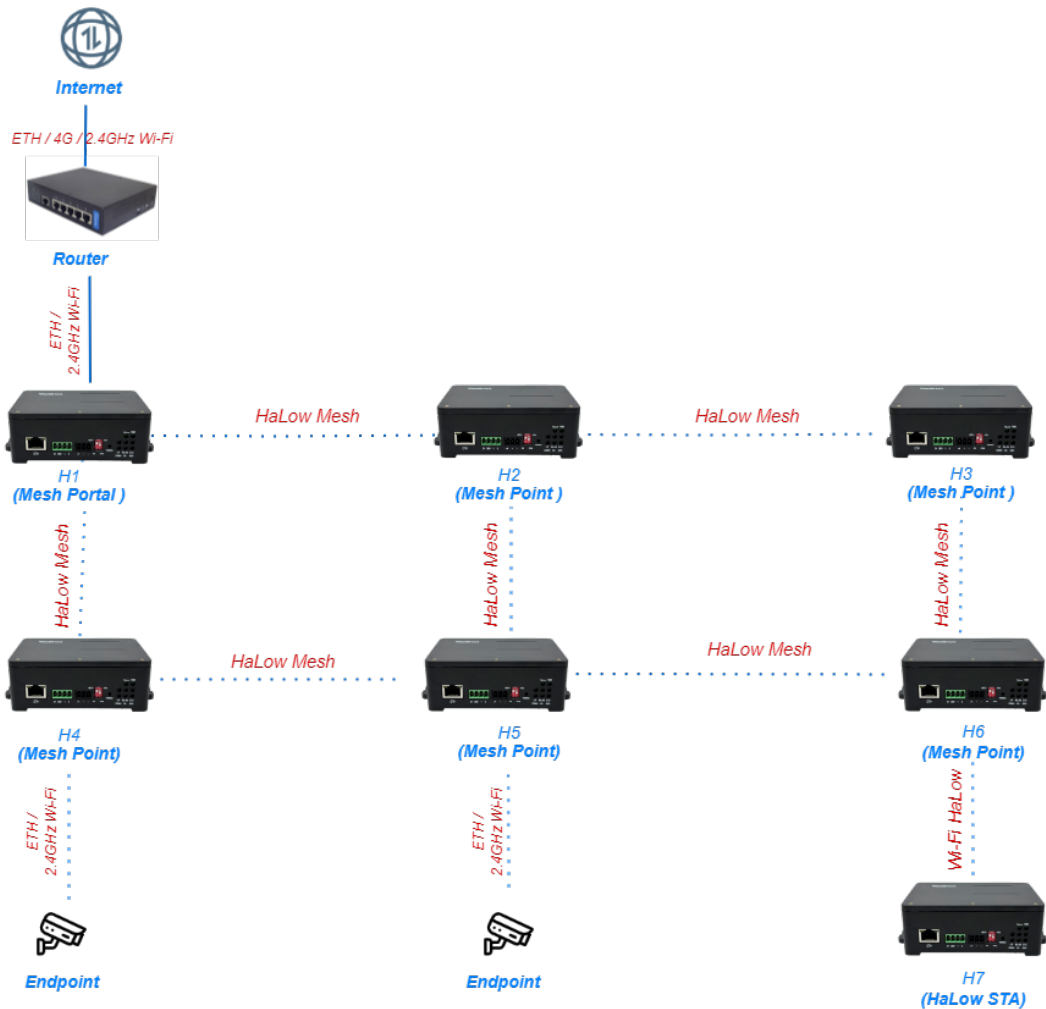 Internet
ETH / 4G / 2.4GHz Wi-Fi
Router
ETH /
2.4GHz Wi-Fi
HaLow Mesh
HaLow Mesh
H1
(Mesh Portal )
H2
(Mesh Point )
H3
(Mesh Point )
HaLow Mesh
HaLow Mesh
HaLow Mesh
HaLow Mesh
HaLow Mesh
H4
(Mesh Point)
H5
(Mesh Point)
H6
(Mesh Point)
ETH /
2.4GHz Wi-Fi
ETH /
2.4GHz Wi-Fi
Wi-Fi HaLow
Endpoint
Endpoint
H7
(HaLow STA)